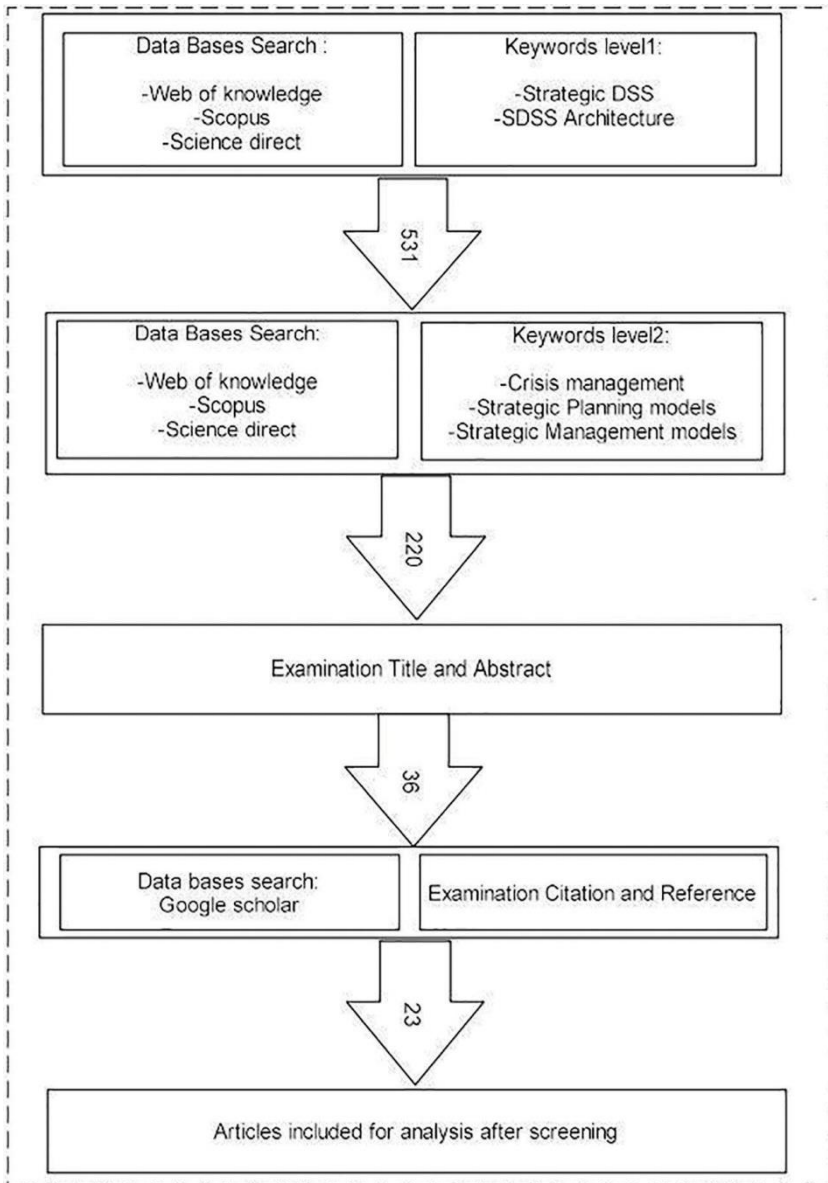 Data Bases Search :
-Web of knowledge
-Scopus
-Science direct
Keywords level1:
-Strategic DSS
-SDSS Architecture
531
Data Bases Search:
-Web of knowledge
-Scopus
-Science direct
Keywords level2:
-Crisis management
-Strategic Planning models
-Strategic Management models
220
Examination Title and Abstract
36
Data bases search:
Google scholar
Examination Citation and Reference
23
Articles included for analysis after screening